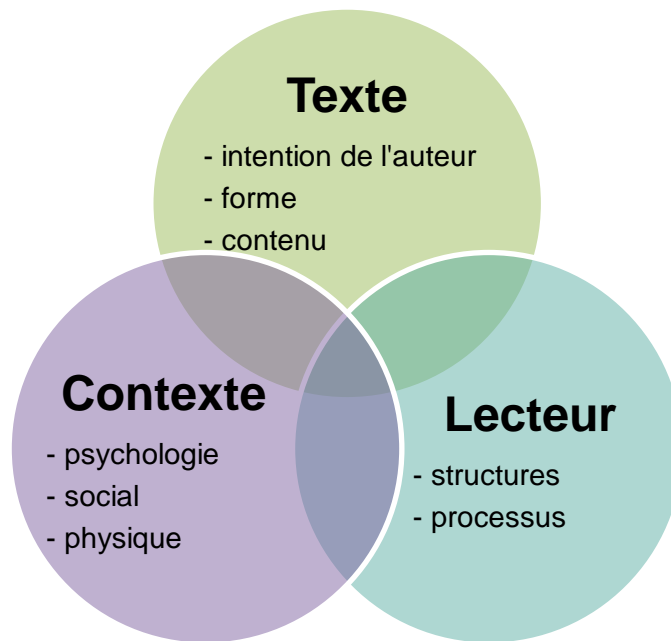 Texte
- intention de l'auteur
- forme
- contenu
Contexte
- psychologie
- social
- physique
Lecteur
- structures
- processus